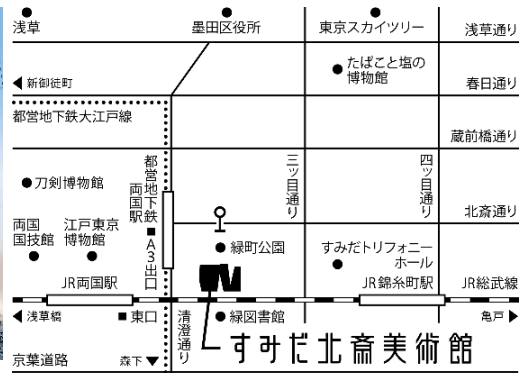 浅草
墨田区役所
東京スカイツリー
浅草通り
たばこと塩の
博物館
新御徒町
春日通り
都営地下鉄大江戸線
蔵前橋通り
都営地下鉄
両国駅
A3出口
三ッ目通り
四ッ目通り
刀剣博物館
北斎通り
両国
国技館
江戸東京
博物館
緑町公園
すみだトリフォニー
ホール
JR両国駅
JR錦糸町駅
JR総武線
浅草橋
東口
清澄通り
緑図書館
亀戸
すみだ北斎美術館
京葉道路
森下